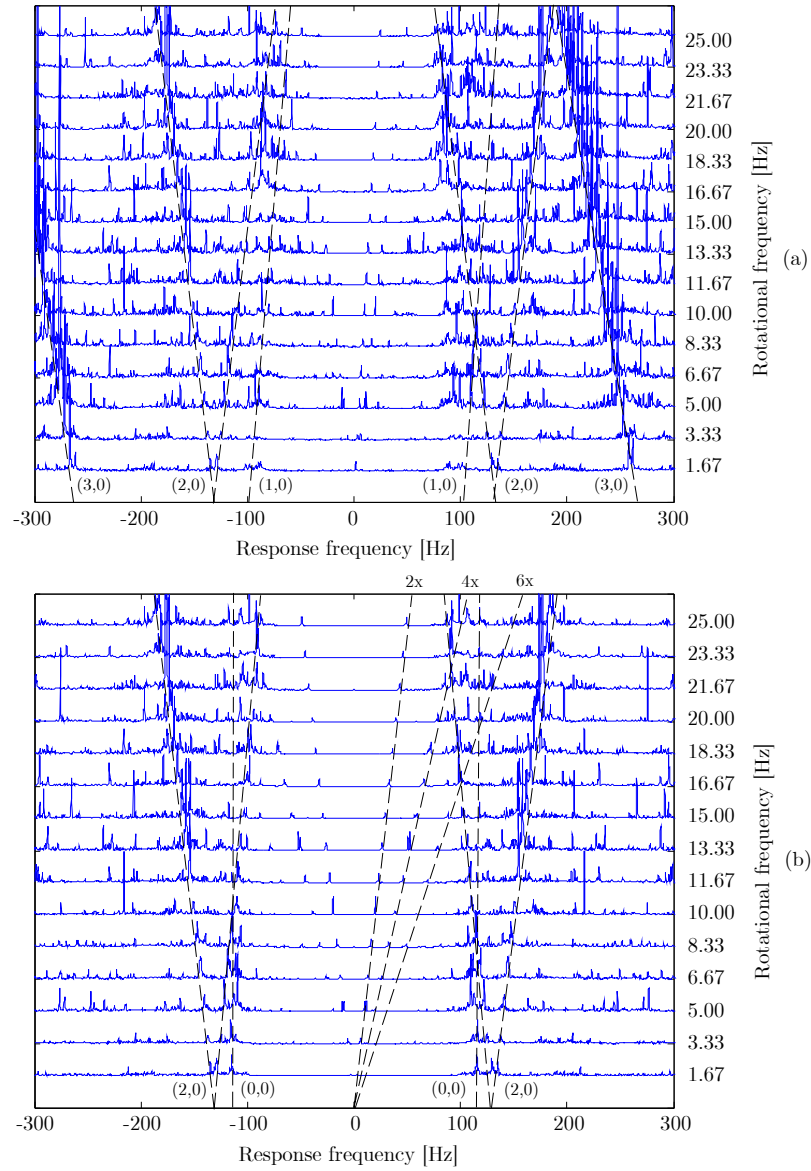 25.00
23.33
21.67
20.00
18.33
16.67
15.00
13.33
11.67
10.00
8.33
6.67
5.00
3.33
1.67
Rotational frequency [Hz]
(a)
(3,0) (2,0) (1,0) (1,0) (2,0) (3,0)
-300 -200 -100 0 100 200 300
Response frequency [Hz]
2x 4x 6x
25.00
23.33
21.67
20.00
18.33
16.67
15.00
13.33
11.67
10.00
8.33
6.67
5.00
3.33
1.67
Rotational frequency [Hz]
(b)
(2,0) (0,0) (0,0) (2,0)
-300 -200 -100 0 100 200 300
Response frequency [Hz]